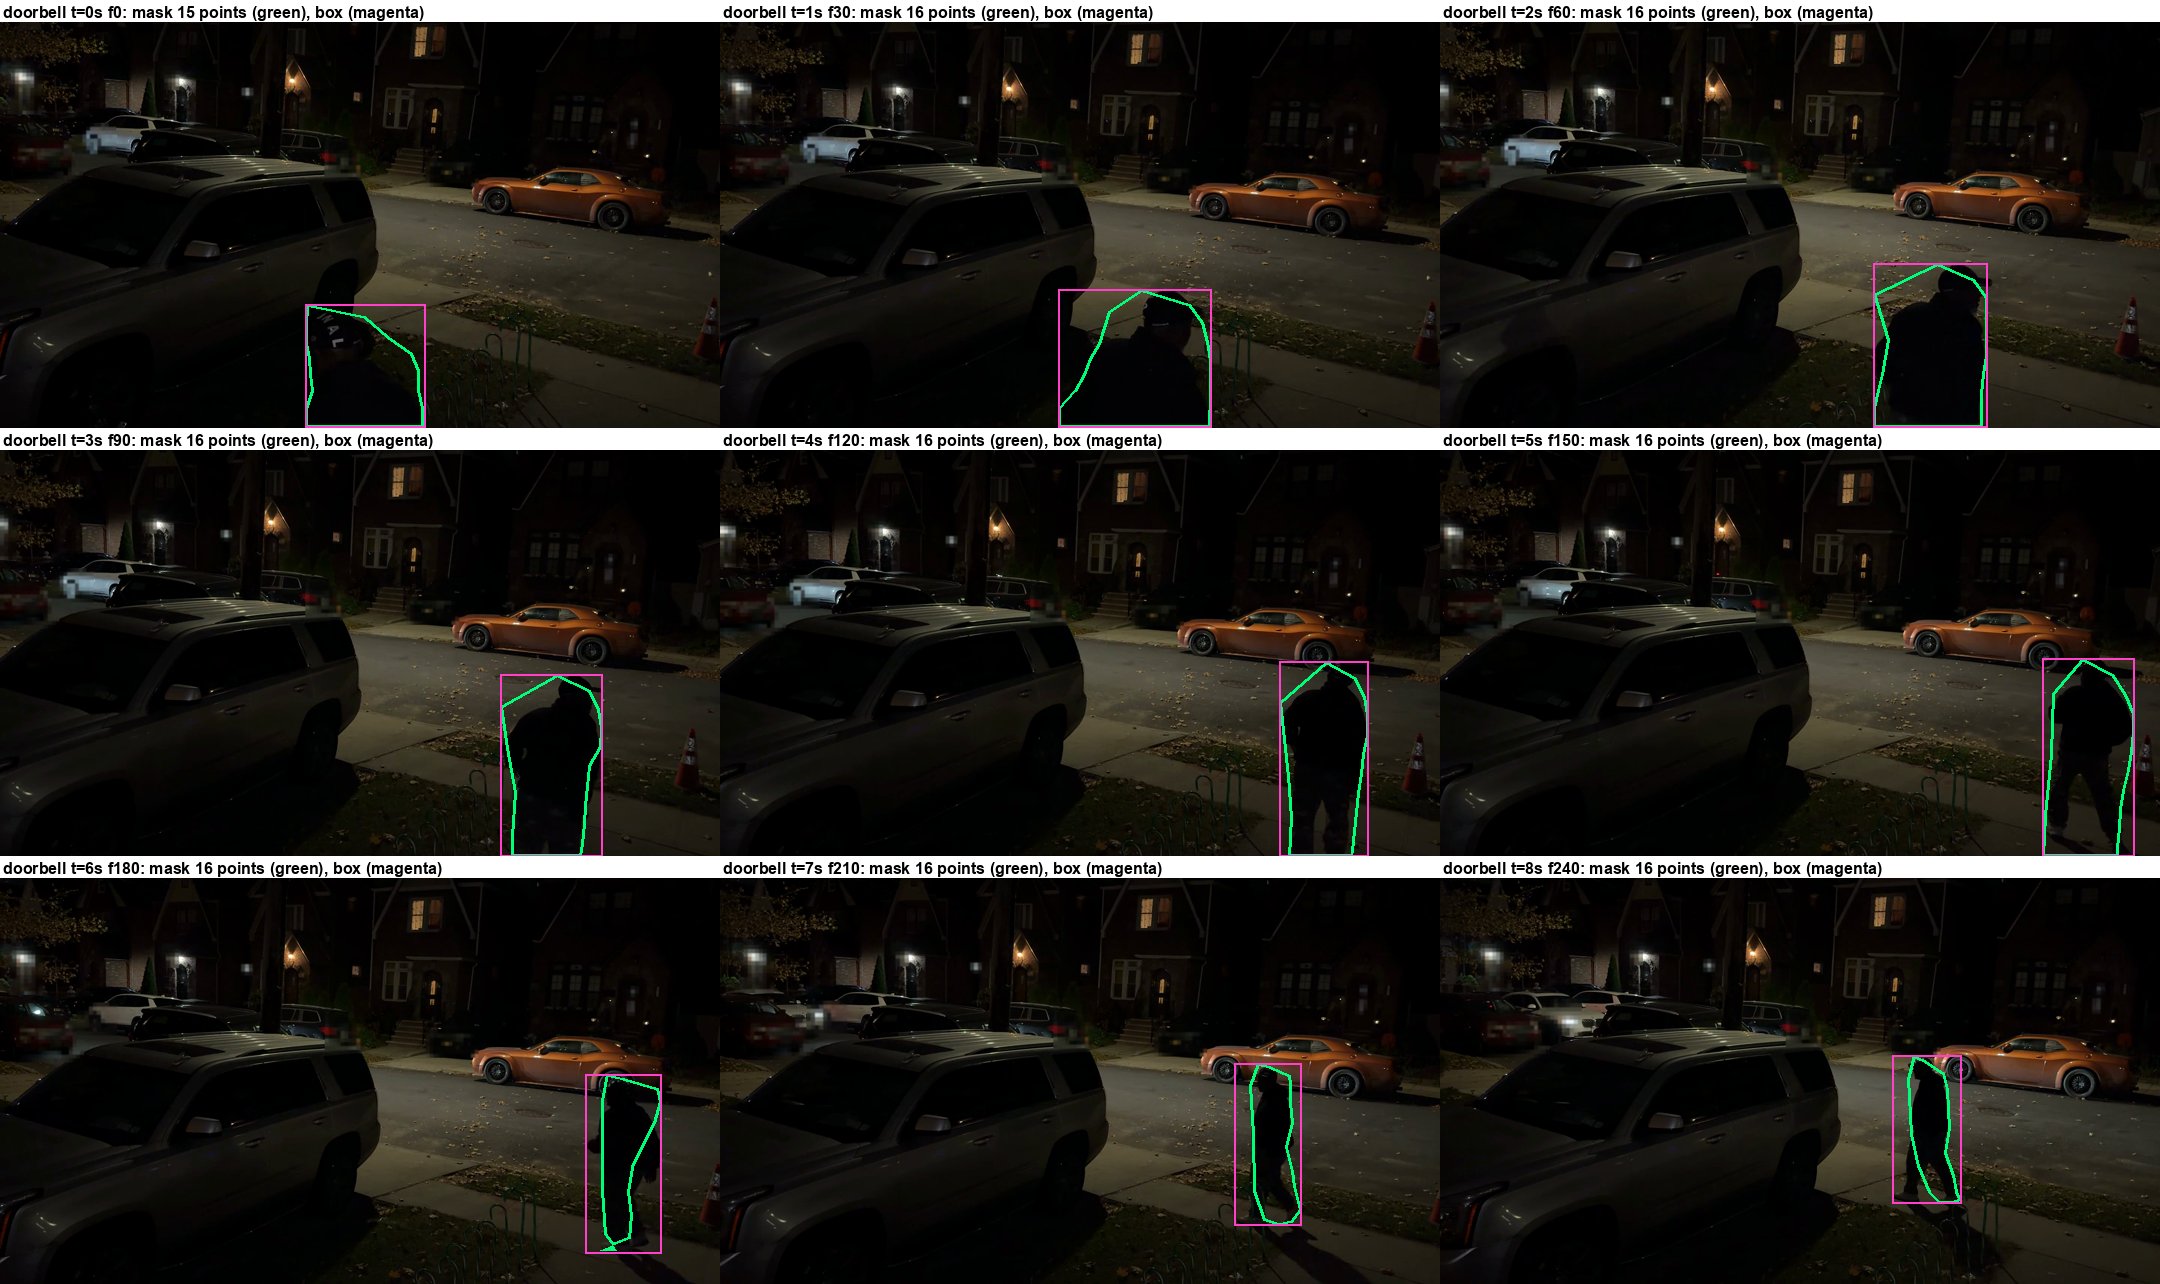 doorbell t=0s f0: mask 15 points (green), box (magenta)
doorbell t=1s f30: mask 16 points (green), box (magenta)
doorbell t=2s f60: mask 16 points (green), box (magenta)
doorbell t=3s f90: mask 16 points (green), box (magenta)
doorbell t=4s f120: mask 16 points (green), box (magenta)
doorbell t=5s f150: mask 16 points (green), box (magenta)
doorbell t=6s f180: mask 16 points (green), box (magenta)
doorbell t=7s f210: mask 16 points (green), box (magenta)
doorbell t=8s f240: mask 16 points (green), box (magenta)